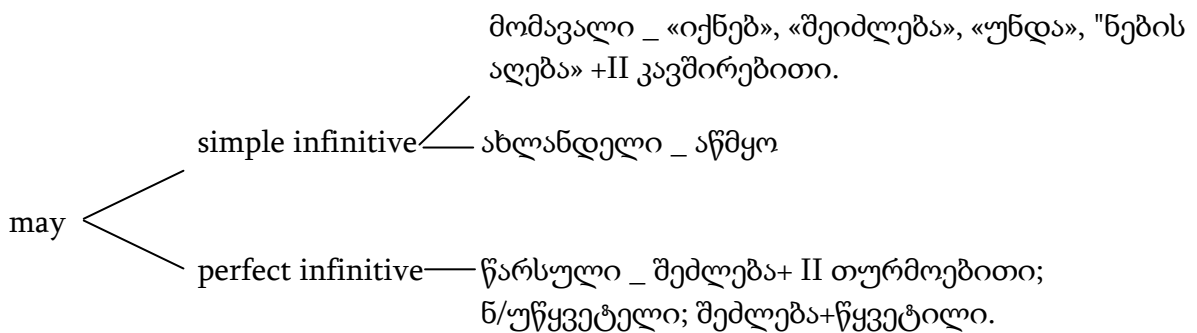 მომავალი _ «იქნებ», «შეიძლება», «უნდა», "ნების
აღება» +II კავშირებითი.
simple infinitive
ახლანდელი _ აწმყო
may
perfect infinitive
წარსული _ შეძლება+ II თურმოებითი;
ნ/უწყვეტელი; შეძლება+წყვეტილი.